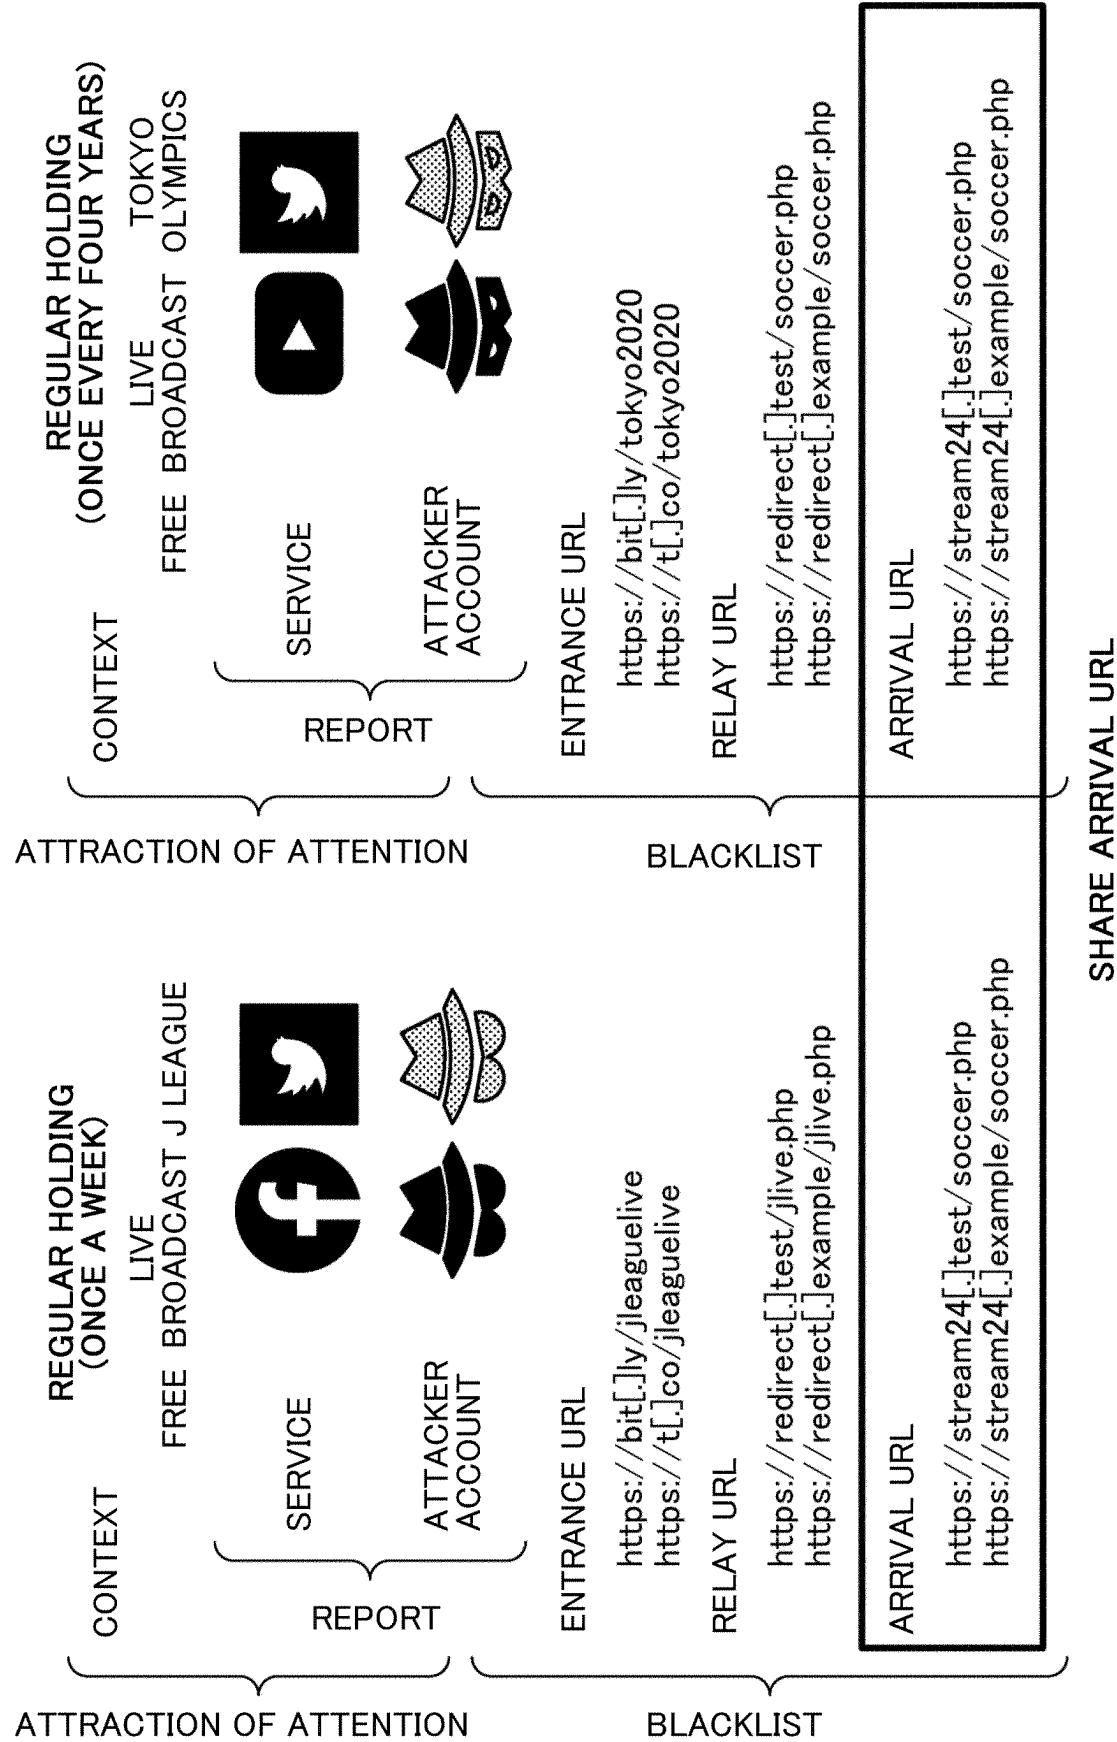 REGULAR HOLDING
(ONCE A WEEK)
CONTEXT
LIVE
FREE BROADCAST J LEAGUE
SERVICE
f
ATTACKER
ACCOUNT
REPORT
ATTRACTION OF ATTENTION
ENTRANCE URL
https://bit[.]ly/jleaguelive
https://t[.]co/jleaguelive
RELAY URL
https://redirect[.]test/jlive.php
https://redirect[.]example/jlive.php
ARRIVAL URL
https://stream24[.]test/soccer.php
https://stream24[.]example/soccer.php
BLACKLIST
REGULAR HOLDING
(ONCE EVERY FOUR YEARS)
CONTEXT
LIVE TOKYO
FREE BROADCAST OLYMPICS
SERVICE
ATTACKER
ACCOUNT
REPORT
ATTRACTION OF ATTENTION
ENTRANCE URL
https://bit[.]ly/tokyo2020
https://t[.]co/tokyo2020
RELAY URL
https://redirect[.]test/soccer.php
https://redirect[.]example/soccer.php
ARRIVAL URL
https://stream24[.]test/soccer.php
https://stream24[.]example/soccer.php
BLACKLIST
SHARE ARRIVAL URL